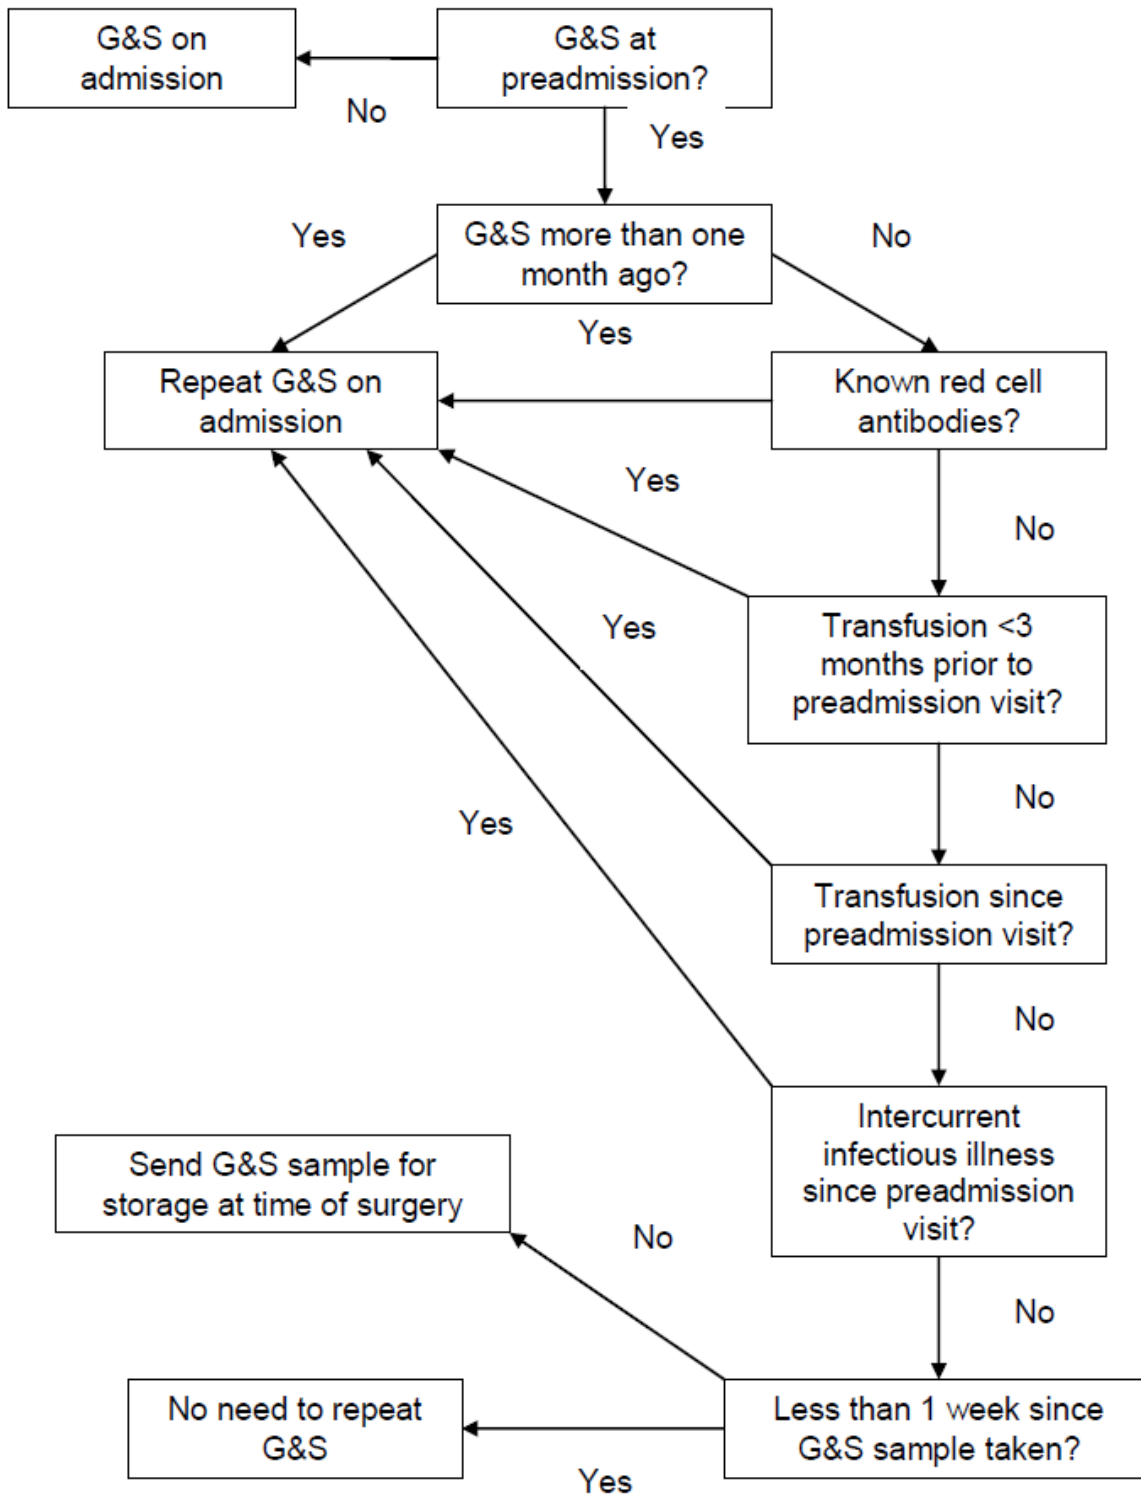 G&S on
admission
G&S at
preadmission?
No
Yes
Yes
G&S more than one
month ago?
No
Yes
Repeat G&S on
admission
Known red cell
antibodies?
Yes
No
Transfusion <3
months prior to
preadmission visit?
Yes
No
Yes
Transfusion since
preadmission visit?
No
Intercurrent
infectious illness
since preadmission
visit?
Send G&S sample for
storage at time of surgery
No
No
No need to repeat
G&S
Less than 1 week since
G&S sample taken?
Yes